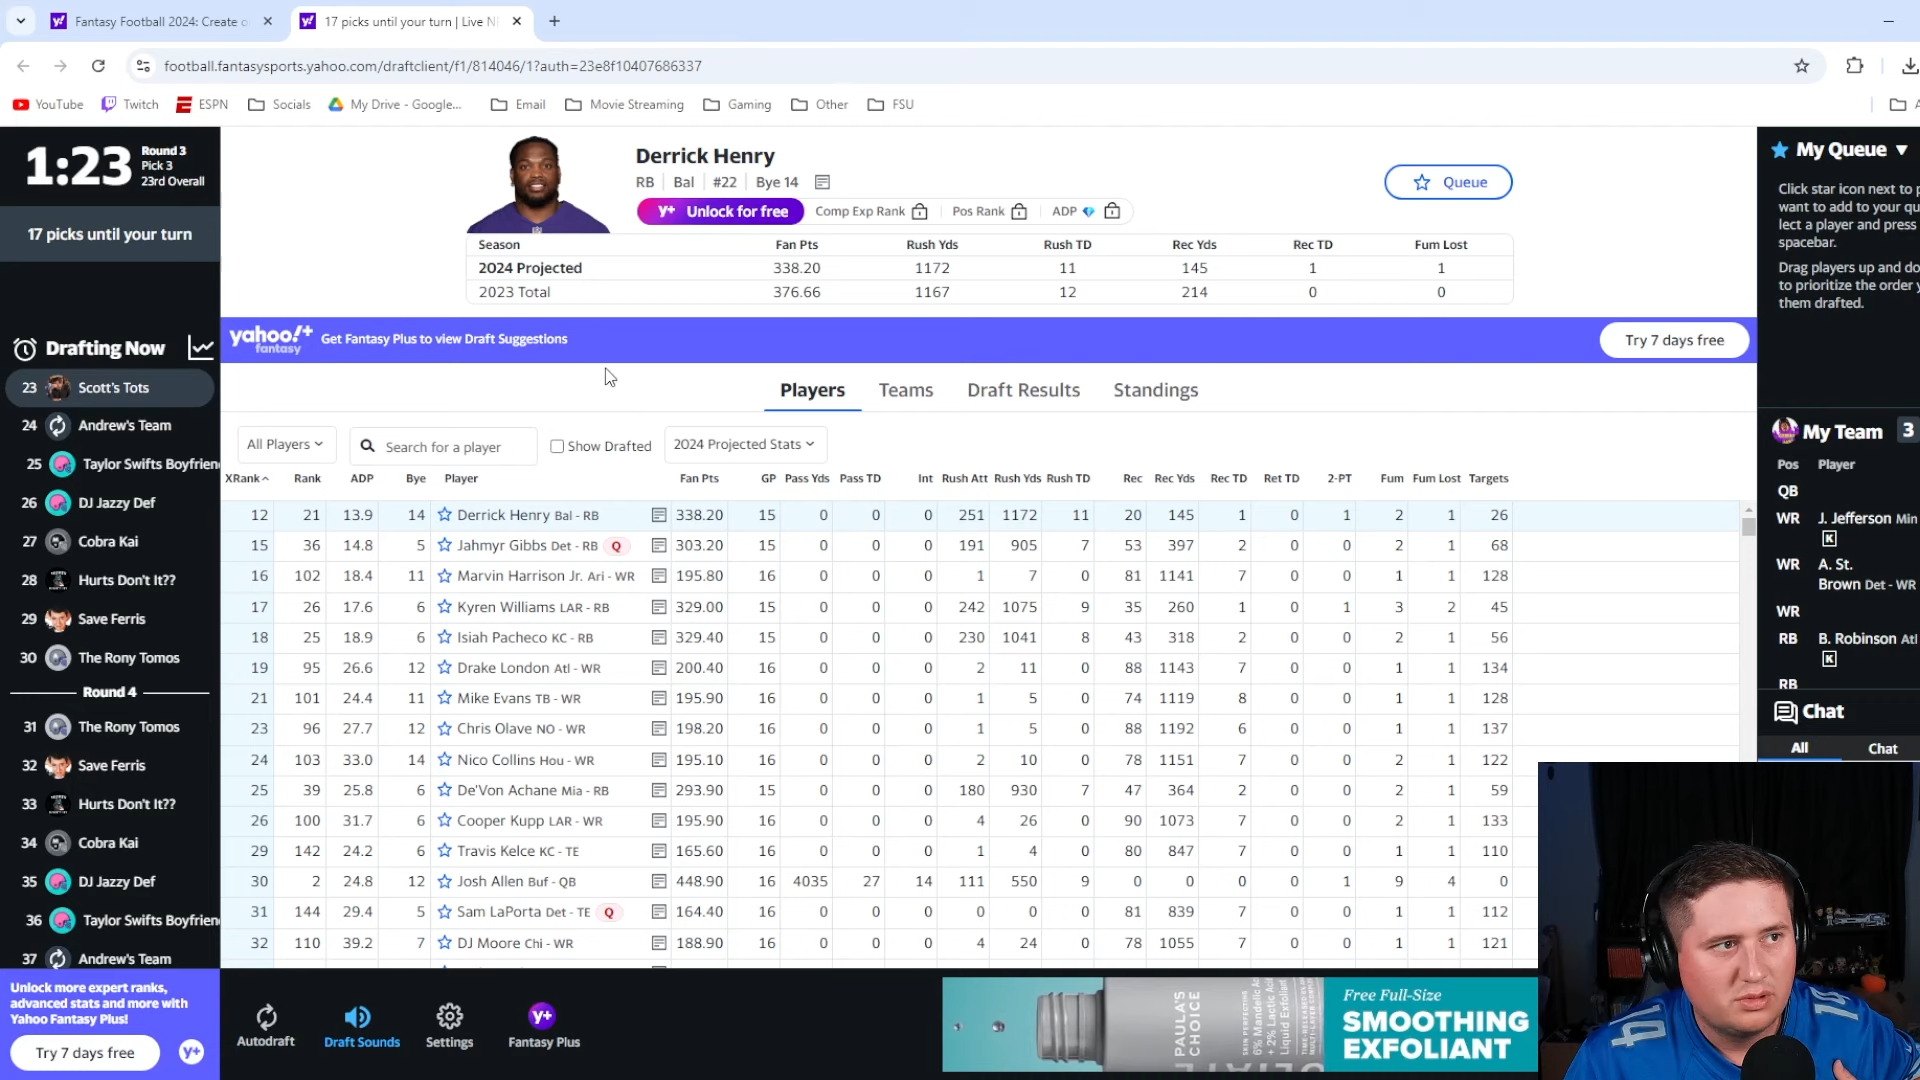 Fantasy Football 2024: Create o
17 picks until your turn | Live N
football.fantasysports.yahoo.com/draftclient/f1/814046/1?auth=23e8f10407686337
YouTube Twitch ESPN Socials My Drive - Google... Email Movie Streaming Gaming Other FSU
1:23
Round 3
Pick 3
23rd Overall
17 picks until your turn
Drafting Now
23 Scott's Tots
24 Andrew's Team
25 Taylor Swifts Boyfrien
26 DJ Jazzy Def
27 Cobra Kai
28 Hurts Don't It??
29 Save Ferris
30 The Rony Tomos
Round 4
31 The Rony Tomos
32 Save Ferris
33 Hurts Don't It??
34 Cobra Kai
35 DJ Jazzy Def
36 Taylor Swifts Boyfrien
37 Andrew's Team
Unlock more expert ranks,
advanced stats and more with
Yahoo Fantasy Plus!
Try 7 days free y+
Derrick Henry
RB Bal #22 Bye 14
y+ Unlock for free Comp Exp Rank Pos Rank ADP
Queue
Season Fan Pts Rush Yds Rush TD Rec Yds Rec TD Fum Lost
2024 Projected 338.20 1172 11 145 1 1
2023 Total 376.66 1167 12 214 0 0
yahoo!+
fantasy
Get Fantasy Plus to view Draft Suggestions
Try 7 days free
Players Teams Draft Results Standings
All Players Search for a player Show Drafted 2024 Projected Stats
XRank Rank ADP Bye Player Fan Pts GP Pass Yds Pass TD Int Rush Att Rush Yds Rush TD Rec Rec Yds Rec TD Ret TD 2-PT Fum Fum Lost Targets
12 21 13.9 14 Derrick Henry Bal - RB 338.20 15 0 0 0 251 1172 11 20 145 1 0 1 2 1 26
15 36 14.8 5 Jahmyr Gibbs Det - RB Q 303.20 15 0 0 0 191 905 7 53 397 2 0 0 2 1 68
16 102 18.4 11 Marvin Harrison Jr. Ari - WR 195.80 16 0 0 0 1 7 0 81 1141 7 0 0 1 1 128
17 26 17.6 6 Kyren Williams LAR - RB 329.00 15 0 0 0 242 1075 9 35 260 1 0 1 3 2 45
18 25 18.9 6 Isiah Pacheco KC - RB 329.40 15 0 0 0 230 1041 8 43 318 2 0 0 2 1 56
19 95 26.6 12 Drake London Atl - WR 200.40 16 0 0 0 2 11 0 88 1143 7 0 0 1 1 134
21 101 24.4 11 Mike Evans TB - WR 195.90 16 0 0 0 1 5 0 74 1119 8 0 0 1 1 128
23 96 27.7 12 Chris Olave NO - WR 198.20 16 0 0 0 1 5 0 88 1192 6 0 0 1 1 137
24 103 33.0 14 Nico Collins Hou - WR 195.10 16 0 0 0 2 10 0 78 1151 7 0 0 2 1 122
25 39 25.8 6 De'Von Achane Mia - RB 293.90 15 0 0 0 180 930 7 47 364 2 0 0 2 1 59
26 100 31.7 6 Cooper Kupp LAR - WR 195.90 16 0 0 0 4 26 0 90 1073 7 0 0 2 1 133
29 142 24.2 6 Travis Kelce KC - TE 165.60 16 0 0 0 1 4 0 80 847 7 0 0 1 1 110
30 2 24.8 12 Josh Allen Buf - QB 448.90 16 4035 27 14 111 550 9 0 0 0 0 1 9 4 0
31 144 29.4 5 Sam LaPorta Det - TE Q 164.40 16 0 0 0 0 0 0 81 839 7 0 0 1 1 112
32 110 39.2 7 DJ Moore Chi - WR 188.90 16 0 0 0 4 24 0 78 1055 7 0 0 1 1 121
Autodraft Draft Sounds Settings Fantasy Plus
PAULA'S
CHOICE
Free Full-Size
SMOOTHING
EXFOLIANT
My Queue
Click star icon next to p
want to add to your qu
lect a player and press
spacebar.
Drag players up and do
to prioritize the order y
them drafted.
My Team 3
Pos Player
QB
WR J. Jefferson Min
K
WR A. St.
Brown Det - WR
WR
RB B. Robinson Atl
K
RB
Chat
All Chat
14